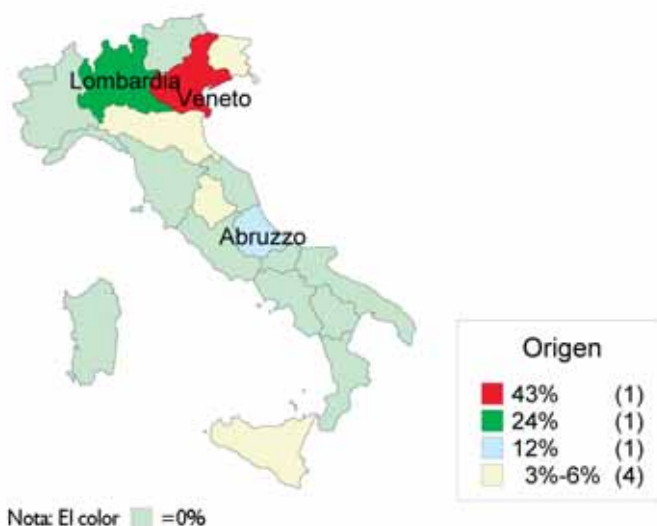 Lombardia
Veneto
Abruzzo
Origen
43% (1)
24% (1)
12% (1)
3%-6% (4)
Nota: El color =0%